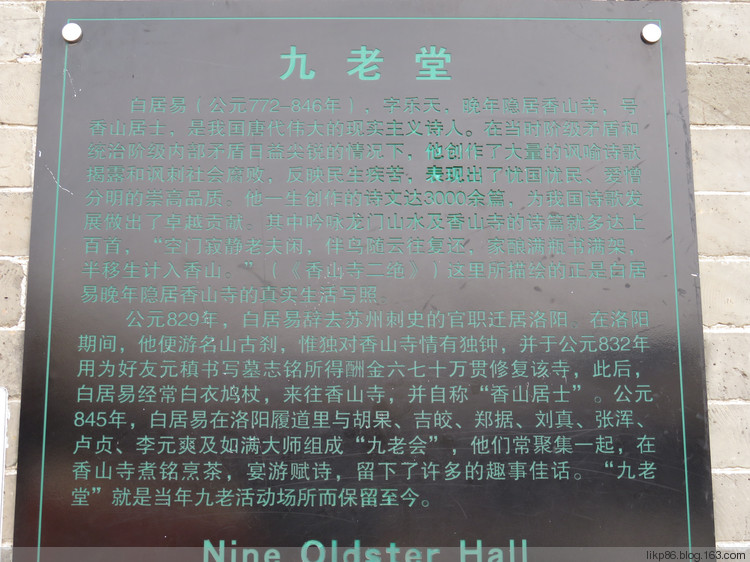 九老堂
白居易（公元772-846年），字乐天，晚年隐居香山寺，号
香山居士，是我国唐代伟大的现实主义诗人。在当时阶级矛盾和
统治阶级内部矛盾日益尖锐的情况下，他创作了大量的讽喻诗歌
揭露和讽刺社会腐败，反映民生疾苦，表现出了忧国忧民、爱憎
分明的崇高品质。他一生创作的诗文达3000余篇，为我国诗歌发
展做出了卓越贡献。其中吟咏龙门山水及香山寺的诗篇就多达上
百首，“空门寂静老夫闲，伴鸟随云往复还，家酿满瓶书满架，
半移生计入香山。”（《香山寺二绝》）这里所描绘的正是白居
易晚年隐居香山寺的真实生活写照。
公元829年，白居易辞去苏州刺史的官职迁居洛阳。在洛阳
期间，他便游名山古刹，惟独对香山寺情有独钟，并于公元832年
用为好友元稹书写墓志铭所得酬金六七十万贯修复该寺，此后，
白居易经常白衣鸠杖，来往香山寺，并自称“香山居士”。公元
845年，白居易在洛阳履道里与胡杲、吉皎、郑据、刘真、张浑、
卢贞、李元爽及如满大师组成“九老会”，他们常聚集一起，在
香山寺煮铭烹茶，宴游赋诗，留下了许多的趣事佳话。“九老
堂”就是当年九老活动场所而保留至今。
Nine Oldster Hall
likp86.blog.163.com